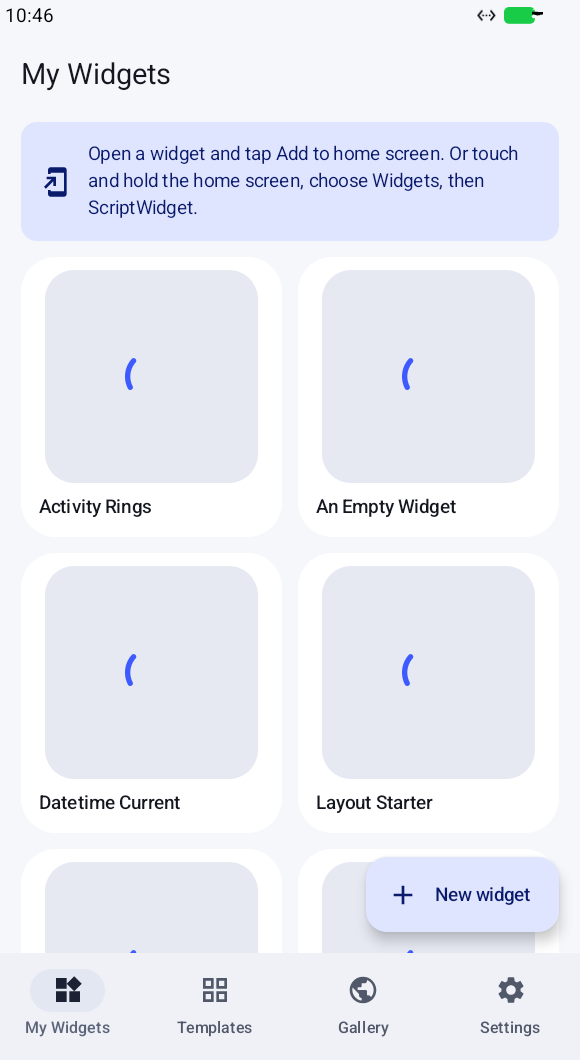 10:46
My Widgets
Open a widget and tap Add to home screen. Or touch
and hold the home screen, choose Widgets, then
ScriptWidget.
Activity Rings
An Empty Widget
Datetime Current
Layout Starter
New widget
My Widgets
Templates
Gallery
Settings